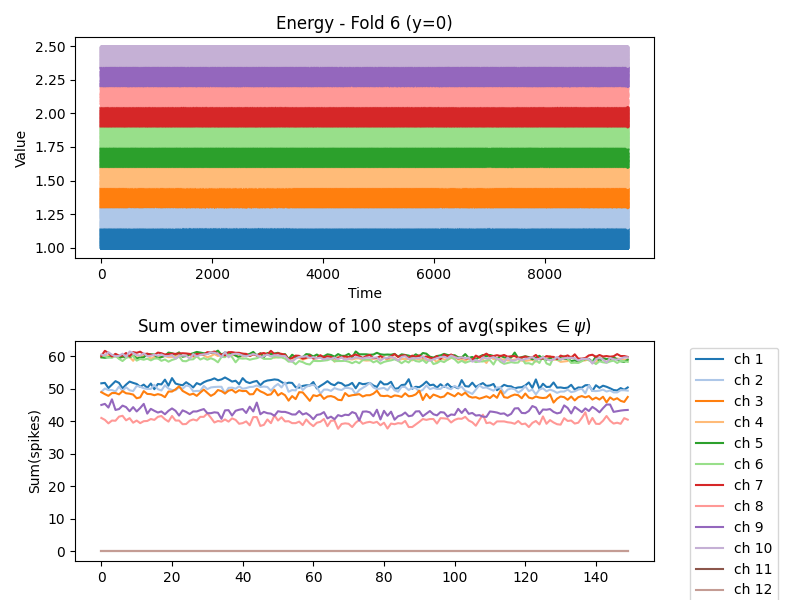 Energy - Fold 6 (y=0)
Value
2.50
2.25
2.00
1.75
1.50
1.25
1.00
0
2000
4000
6000
8000
Time
Sum over timewindow of 100 steps of avg(spikes ∈ψ)
Sum(spikes)
60
50
40
30
20
10
0
0
20
40
60
80
100
120
140
ch 1
ch 2
ch 3
ch 4
ch 5
ch 6
ch 7
ch 8
ch 9
ch 10
ch 11
ch 12